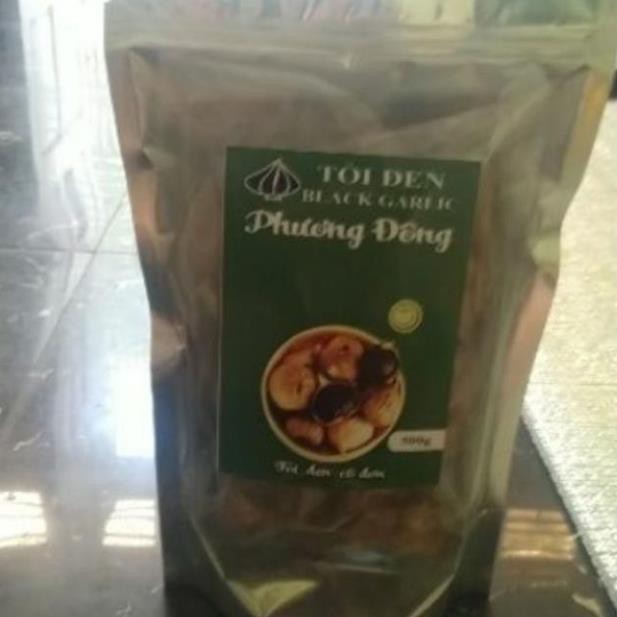 TỎI ĐEN
BLACK GARLIC
Phương Đông
500g
Tỏi đen cô đơn